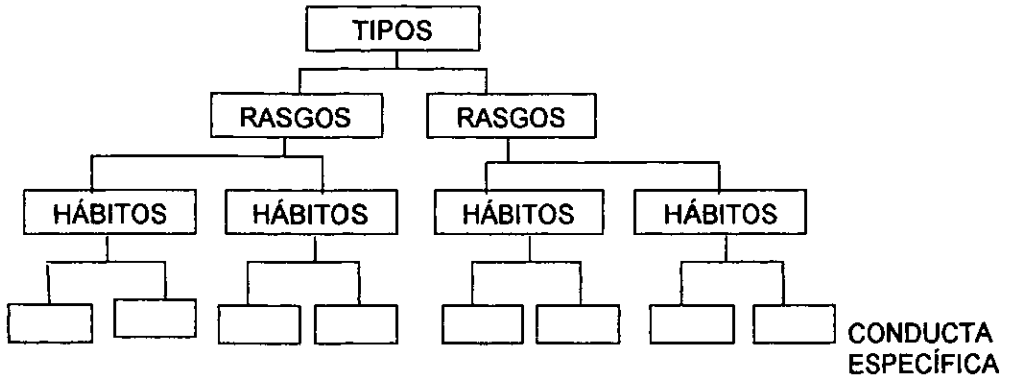 TIPOS
RASGOS RASGOS
HÁBITOS HÁBITOS HÁBITOS HÁBITOS
CONDUCTA
ESPECÍFICA